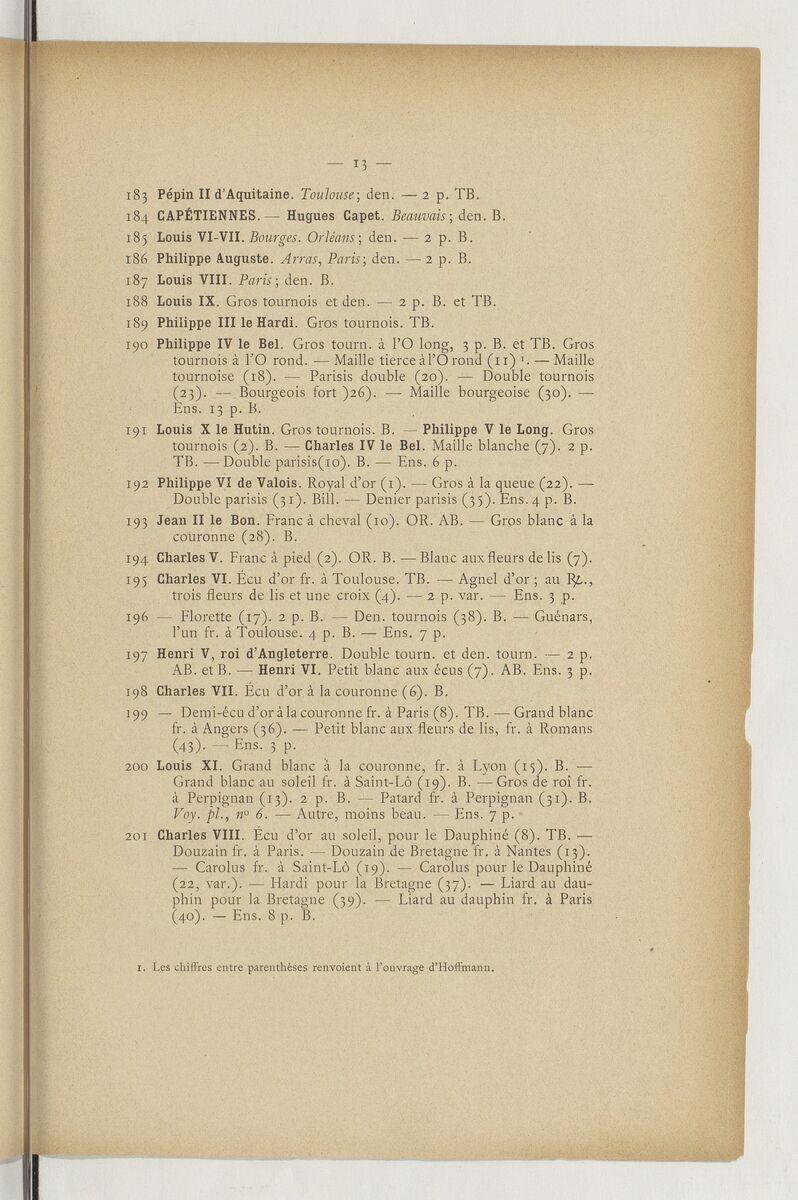 — 13 —
183 Pépin II d'Aquitaine. Toulouse; den. — 2 p. TB.
184 CAPÉTIENNES. — Hugues Capet. Beauvais; den. B.
185 Louis VI-VII. Bourges. Orléans; den. — 2 p. B.
186 Philippe Auguste. Arras, Paris; den. — 2 p. B.
187 Louis VIII. Paris; den. B.
188 Louis IX. Gros tournois et den. — 2 p. B. et TB.
189 Philippe III le Hardi. Gros tournois. TB.
190 Philippe IV le Bel. Gros tourn. à l'O long, 3 p. B. et TB. Gros
tournois à l'O rond. — Maille tierce à l'O rond (11) ¹. — Maille
tournoise (18). — Parisis double (20). — Double tournois
(23). — Bourgeois fort )26). — Maille bourgeoise (30). —
Ens. 13 p. B.
191 Louis X le Hutin. Gros tournois. B. — Philippe V le Long. Gros
tournois (2). B. — Charles IV le Bel. Maille blanche (7). 2 p.
TB. — Double parisis(10). B. — Ens. 6 p.
192 Philippe VI de Valois. Royal d'or (1). — Gros à la queue (22). —
Double parisis (31). Bill. — Denier parisis (35). Ens. 4 p. B.
193 Jean II le Bon. Franc à cheval (10). OR. AB. — Gros blanc à la
couronne (28). B.
194 Charles V. Franc à pied (2). OR. B. — Blanc aux fleurs de lis (7).
195 Charles VI. Écu d'or fr. à Toulouse. TB. — Agnel d'or ; au ℞.,
trois fleurs de lis et une croix (4). — 2 p. var. — Ens. 3 p.
196 — Florette (17). 2 p. B. — Den. tournois (38). B. — Guénars,
l'un fr. à Toulouse. 4 p. B. — Ens. 7 p.
197 Henri V, roi d'Angleterre. Double tourn. et den. tourn. — 2 p.
AB. et B. — Henri VI. Petit blanc aux écus (7). AB. Ens. 3 p.
198 Charles VII. Écu d'or à la couronne (6). B.
199 — Demi-écu d'or à la couronne fr. à Paris (8). TB. — Grand blanc
fr. à Angers (36). — Petit blanc aux fleurs de lis, fr. à Romans
(43). — Ens. 3 p.
200 Louis XI. Grand blanc à la couronne, fr. à Lyon (15). B. —
Grand blanc au soleil fr. à Saint-Lô (19). B. — Gros de roi fr.
à Perpignan (13). 2 p. B. — Patard fr. à Perpignan (31). B.
Voy. pl., nº 6. — Autre, moins beau. — Ens. 7 p.
201 Charles VIII. Écu d'or au soleil, pour le Dauphiné (8). TB. —
Douzain fr. à Paris. — Douzain de Bretagne fr. à Nantes (13).
— Carolus fr. à Saint-Lô (19). — Carolus pour le Dauphiné
(22, var.). — Hardi pour la Bretagne (37). — Liard au dau-
phin pour la Bretagne (39). — Liard au dauphin fr. à Paris
(40). — Ens. 8 p. B.
1. Les chiffres entre parenthèses renvoient à l'ouvrage d'Hoffmann.